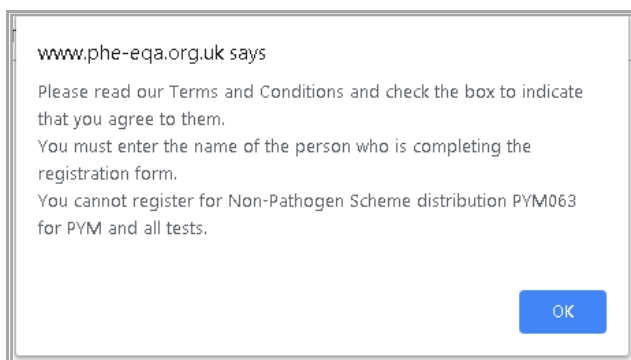 www.phe-eqa.org.uk says
Please read our Terms and Conditions and check the box to indicate
that you agree to them.
You must enter the name of the person who is completing the
registration form.
You cannot register for Non-Pathogen Scheme distribution PYM063
for PYM and all tests.
OK